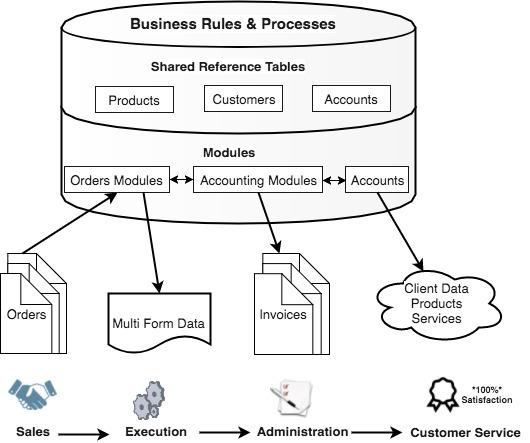 Business Rules & Processes
Shared Reference Tables
Products
Customers
Accounts
Modules
Orders Modules
Accounting Modules
Accounts
Orders
Multi Form Data
Invoices
Client Data
Products
Services
*100%*
Satisfaction
Sales
Execution
Administration
Customer Service